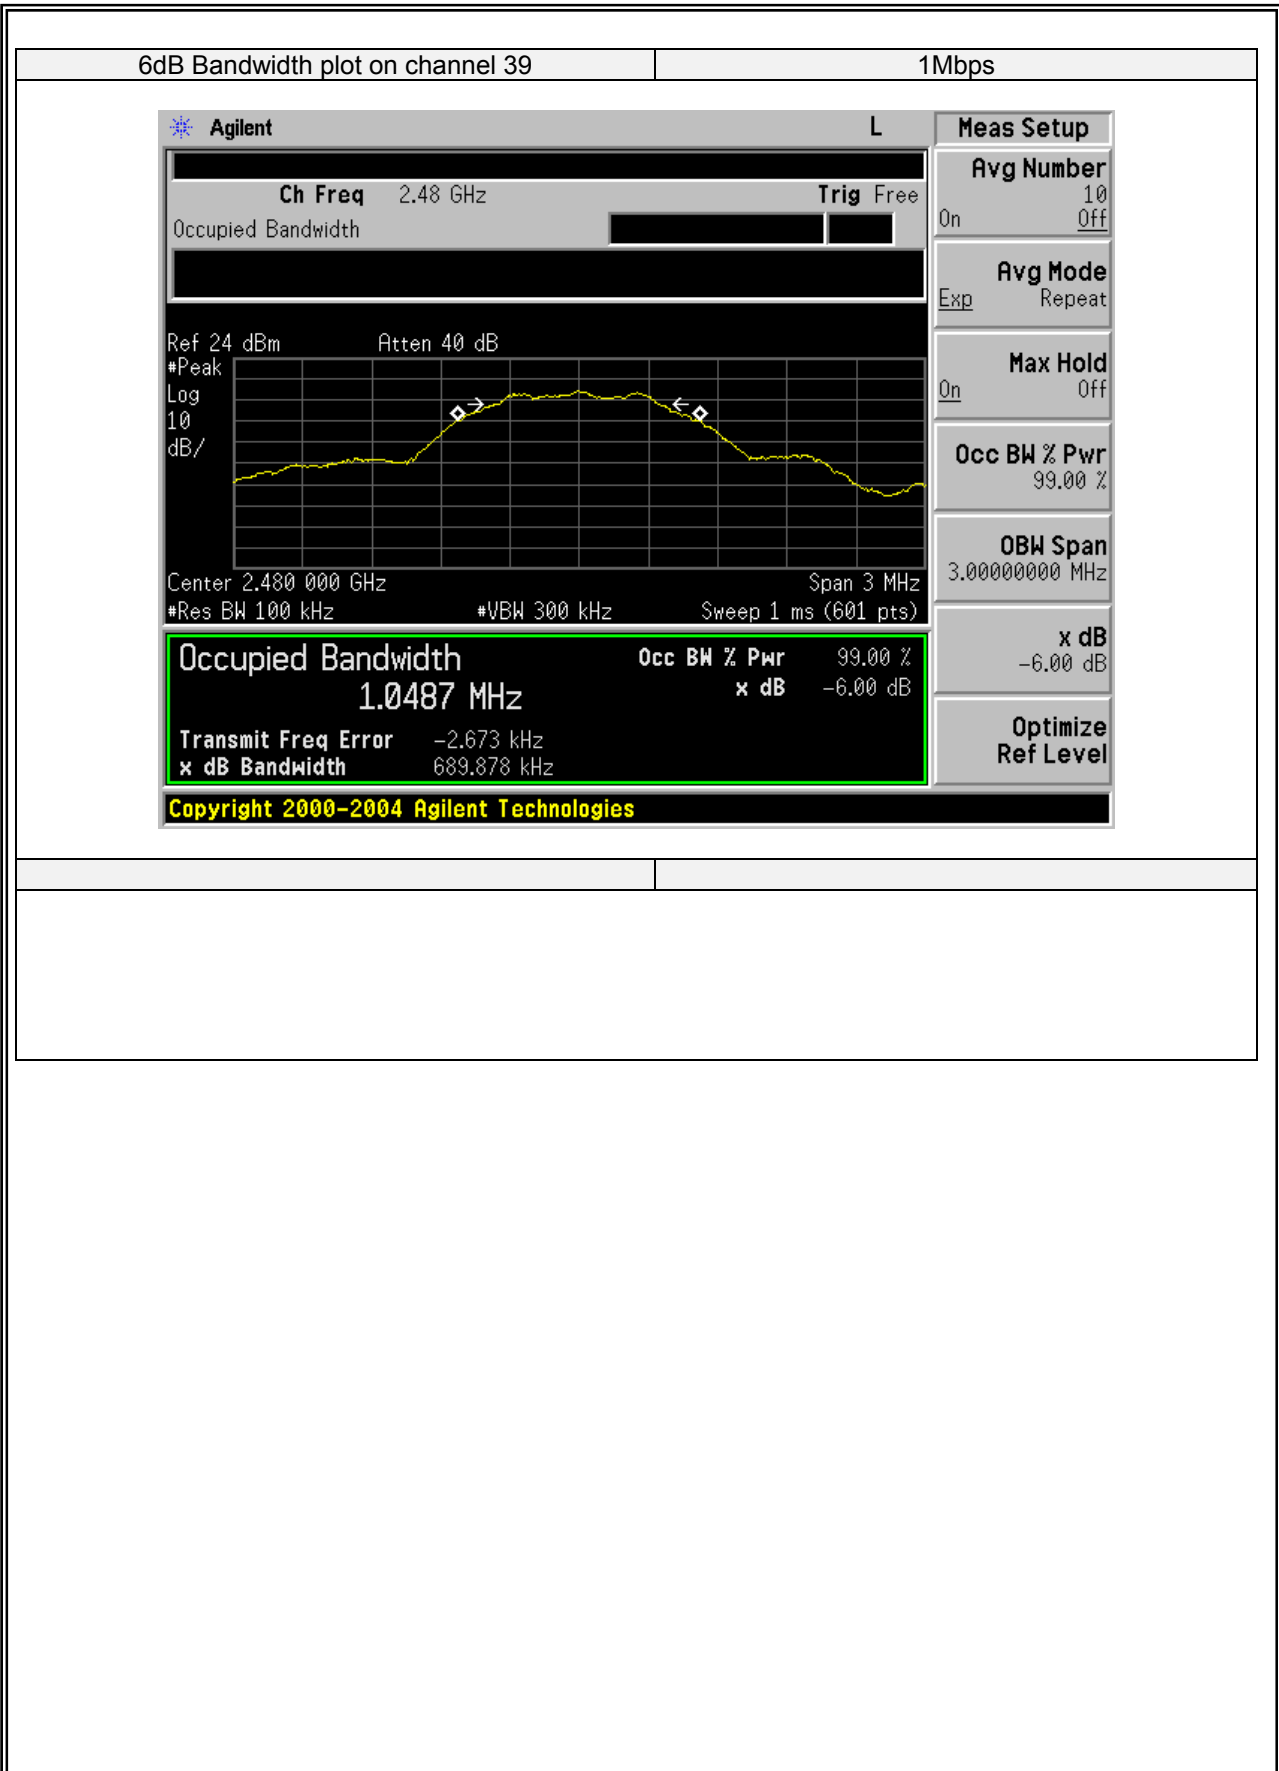 6dB Bandwidth plot on channel 39 1Mbps
Agilent L Meas Setup
Ch Freq 2.48 GHz Trig Free
Occupied Bandwidth
Avg Number
10
On Off
Avg Mode
Exp Repeat
Ref 24 dBm Atten 40 dB
#Peak
Log
10
dB/
Max Hold
On Off
Occ BW % Pwr
99.00 %
OBW Span
3.00000000 MHz
Center 2.480 000 GHz Span 3 MHz
#Res BW 100 kHz #VBW 300 kHz Sweep 1 ms (601 pts)
Occupied Bandwidth Occ BW % Pwr 99.00 %
1.0487 MHz x dB -6.00 dB
Transmit Freq Error -2.673 kHz
x dB Bandwidth 689.878 kHz
x dB
-6.00 dB
Optimize
Ref Level
Copyright 2000-2004 Agilent Technologies